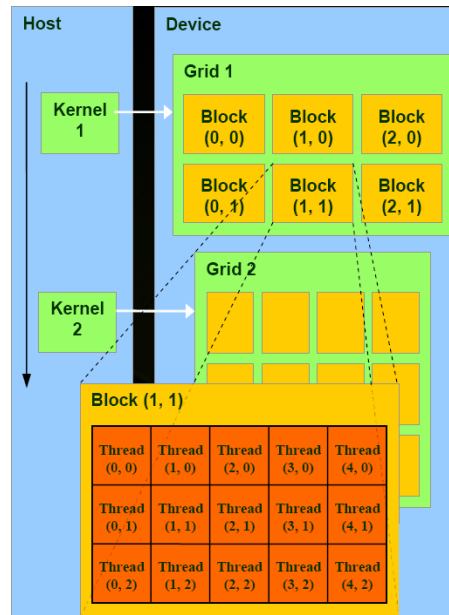 Host
Device
Grid 1
Kernel
1
Block
(0, 0)
Block
(1, 0)
Block
(2, 0)
Block
(0, 1)
Block
(1, 1)
Block
(2, 1)
Grid 2
Kernel
2
Block (1, 1)
Thread
(0, 0)
Thread
(1, 0)
Thread
(2, 0)
Thread
(3, 0)
Thread
(4, 0)
Thread
(0, 1)
Thread
(1, 1)
Thread
(2, 1)
Thread
(3, 1)
Thread
(4, 1)
Thread
(0, 2)
Thread
(1, 2)
Thread
(2, 2)
Thread
(3, 2)
Thread
(4, 2)